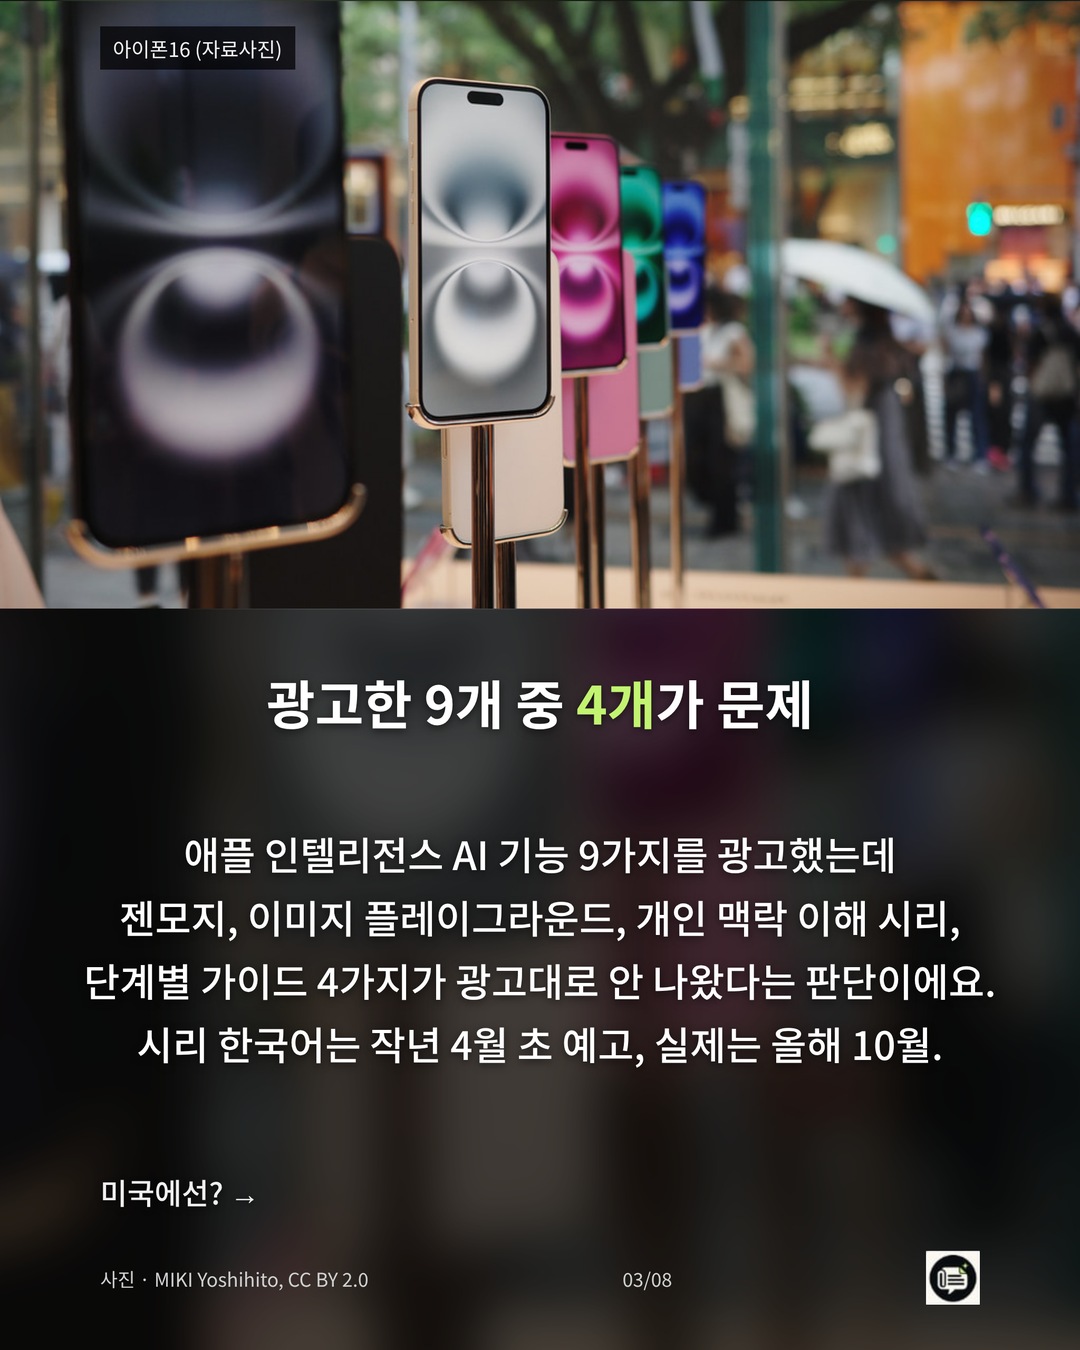 아이폰16 (자료사진)
광고한 9개 중 4개가 문제
애플 인텔리전스 AI 기능 9가지를 광고했는데
젠모지, 이미지 플레이그라운드, 개인 맥락 이해 시리,
단계별 가이드 4가지가 광고대로 안 나왔다는 판단이에요.
시리 한국어는 작년 4월 초 예고, 실제는 올해 10월.
미국에선? →
사진 · MIKI Yoshihito, CC BY 2.0
03/08